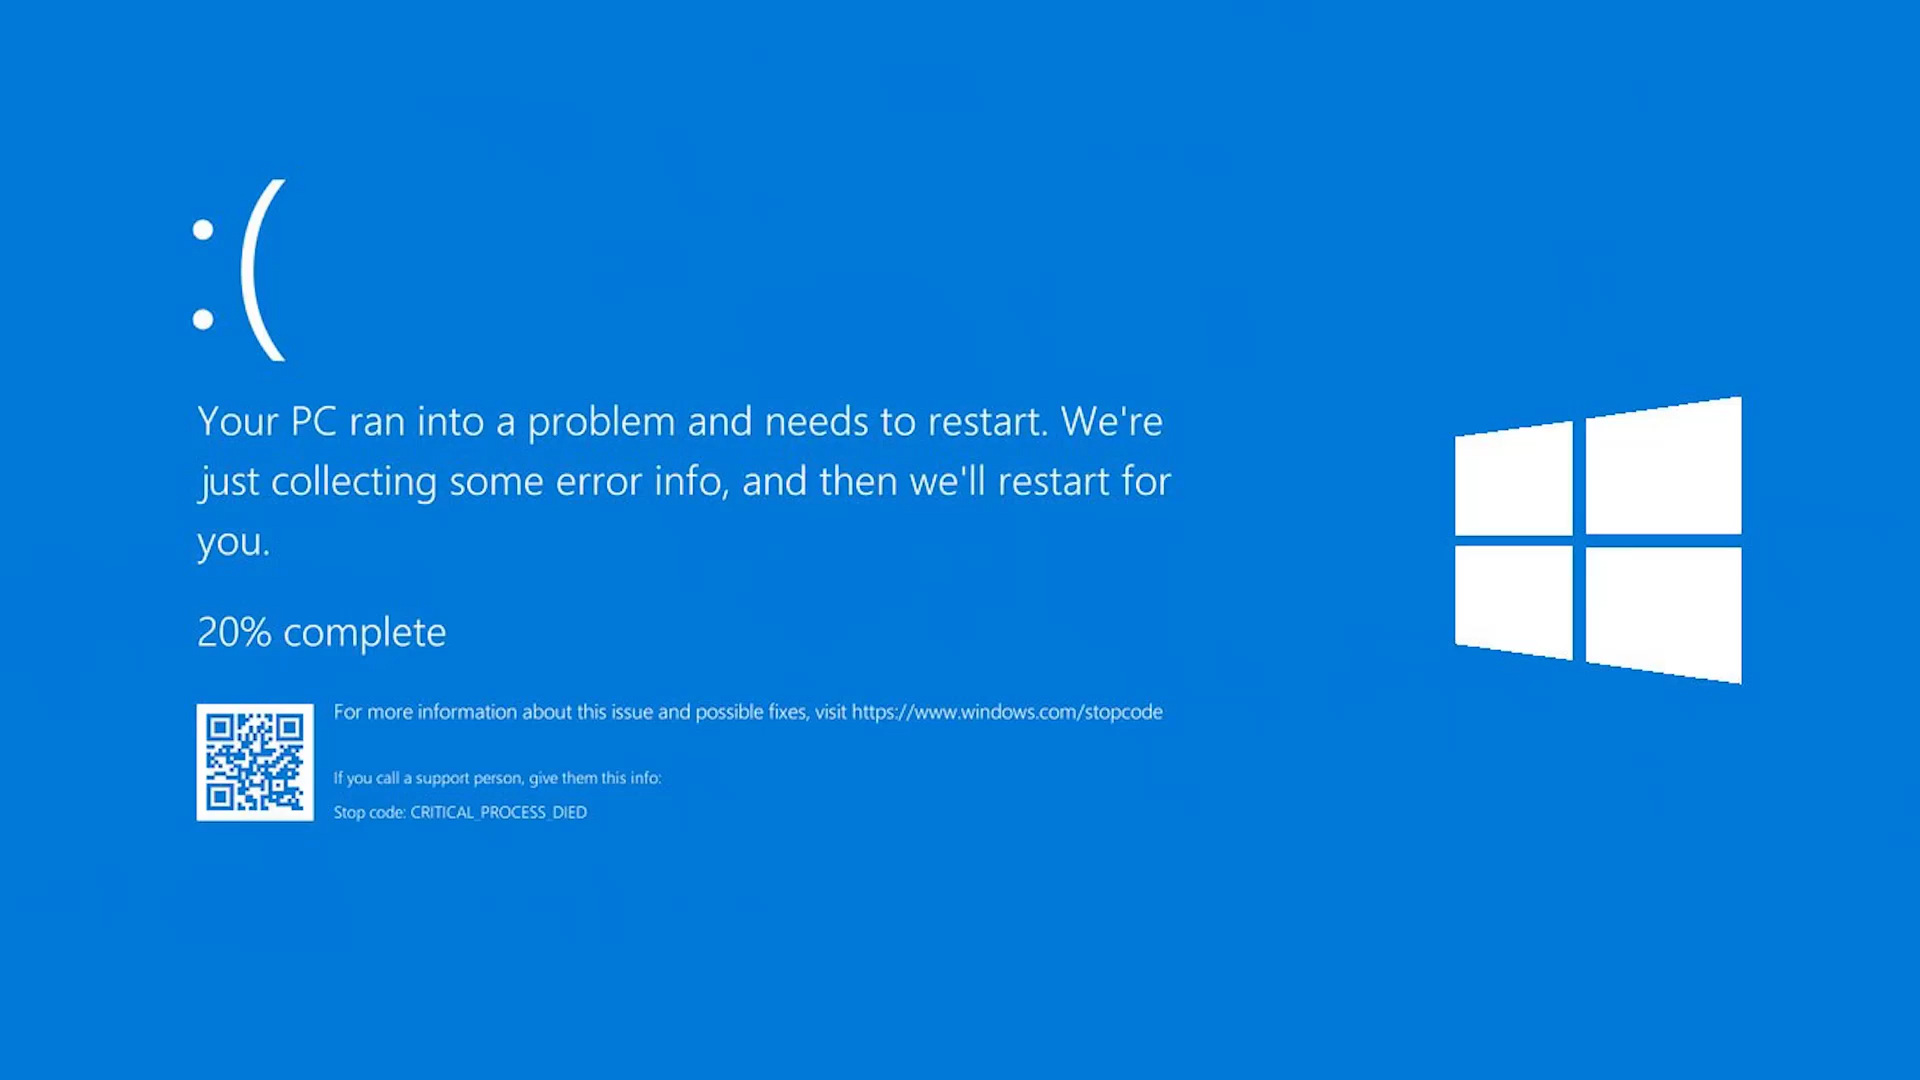 :(
Your PC ran into a problem and needs to restart. We're
just collecting some error info, and then we'll restart for
you.
20% complete
For more information about this issue and possible fixes, visit https://www.windows.com/stopcode
If you call a support person, give them this info:
Stop code: CRITICAL_PROCESS_DIED